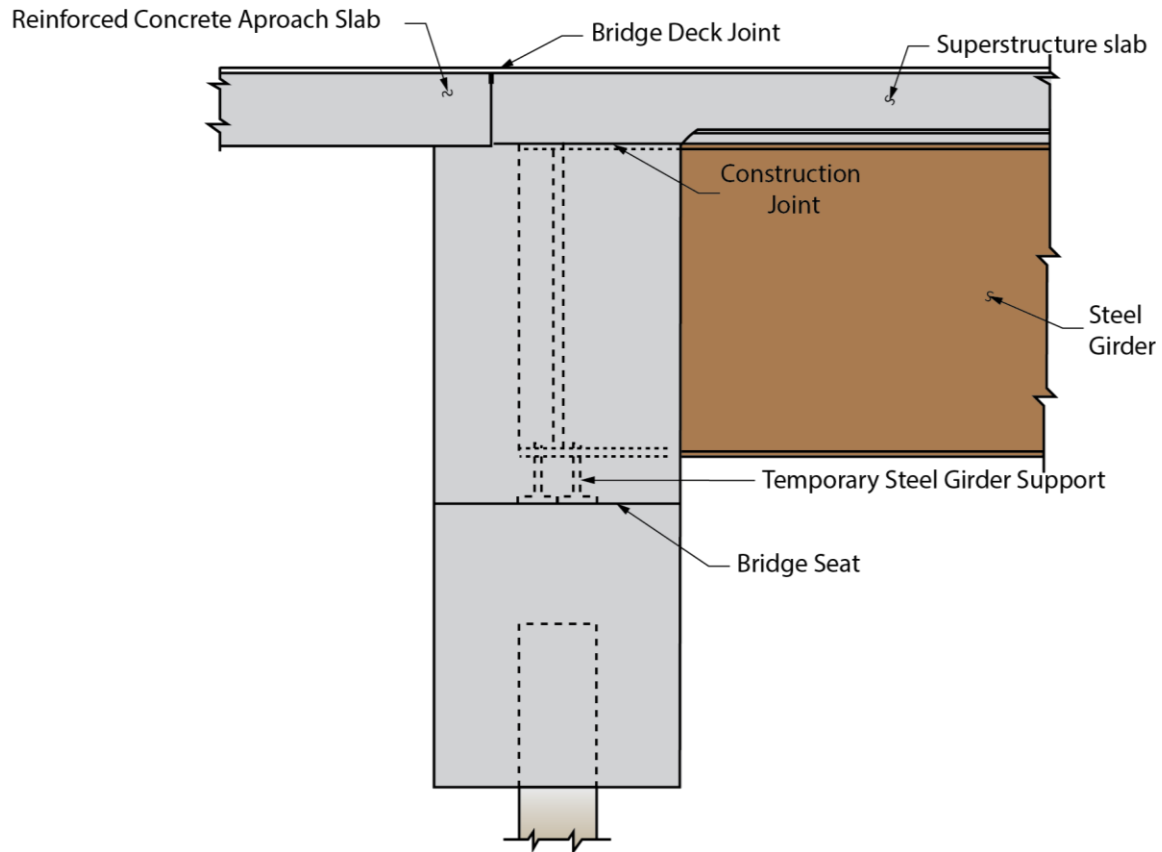 Reinforced Concrete Aproach Slab
Bridge Deck Joint
Superstructure slab
Construction
Joint
Steel
Girder
Temporary Steel Girder Support
Bridge Seat